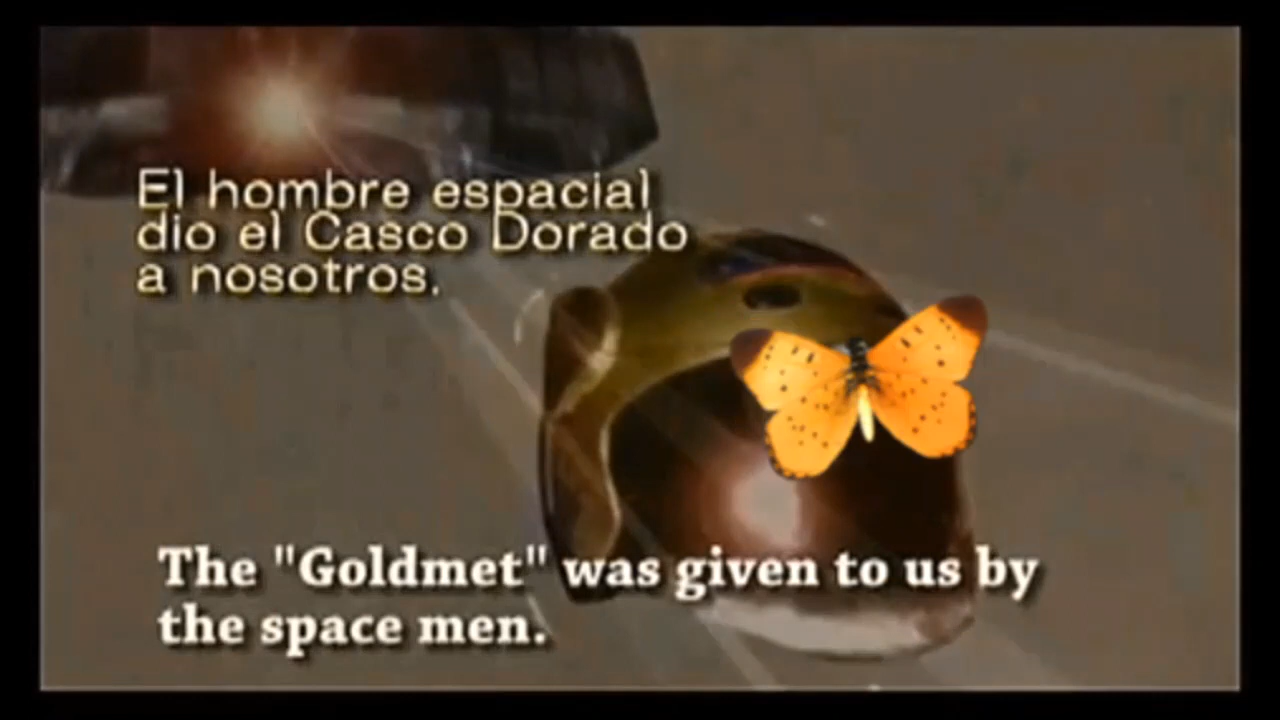 El hombre espacial
dio el Casco Dorado
a nosotros.
The "Goldmet" was given to us by
the space men.